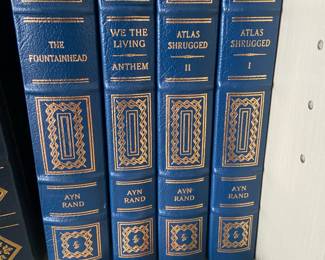 THE
FOUNTAINHEAD
AYN
RAND
WE THE
LIVING
ANTHEM
AYN
RAND
ATLAS
SHRUGGED
II
AYN
RAND
ATLAS
SHRUGGED
I
AYN
RAND